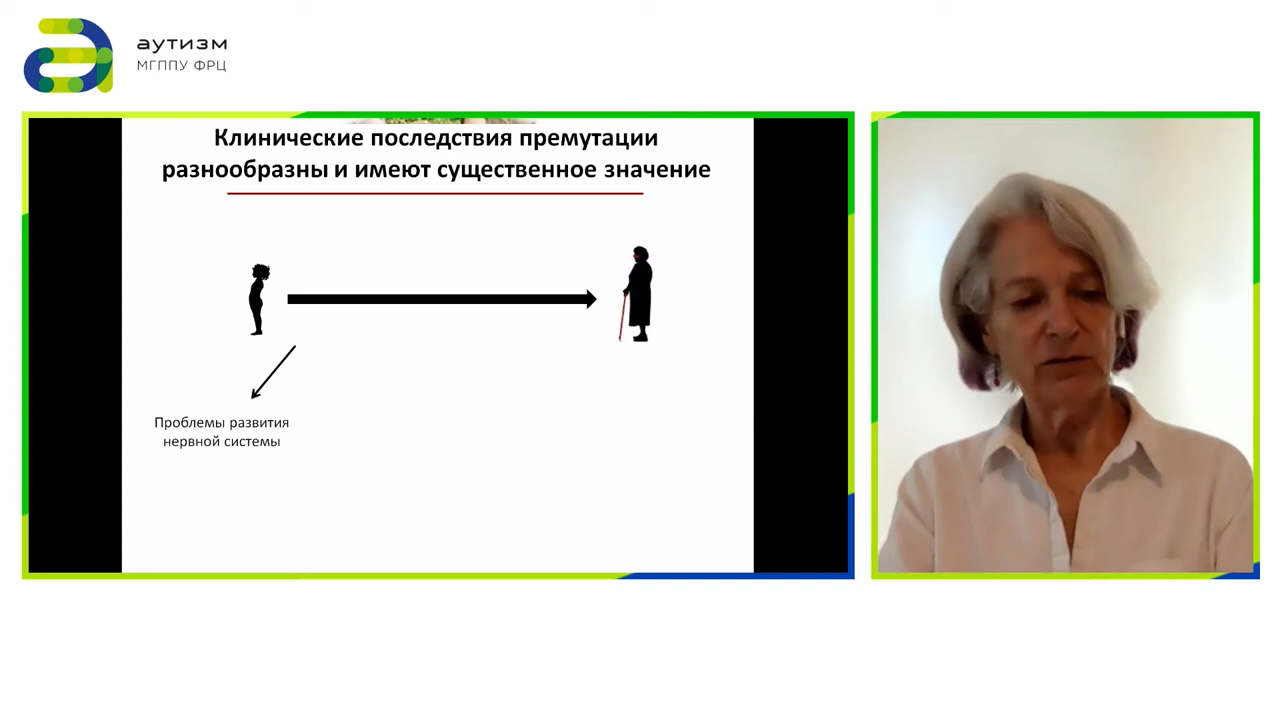 аутизм
МГППУ ФРЦ
Клинические последствия премутации
разнообразны и имеют существенное значение
Проблемы развития
нервной системы